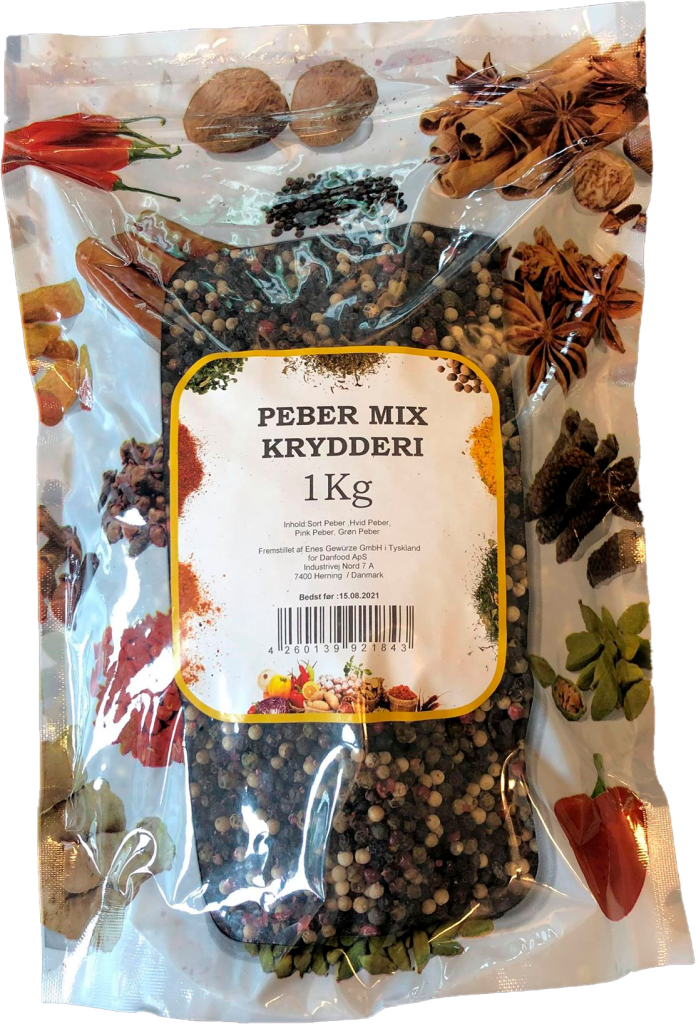 PEBER MIX
KRYDDERI
1Kg
Inhold:Sort Peber ,Hvid Peber,
Pink Peber, Grøn Peber
Fremstillet af Enes Gewürze GmbH i Tyskland
for Danfood ApS
Industrivej Nord 7 A
7400 Herning / Danmark
Bedst før :15.08.2021
4 260139 921843